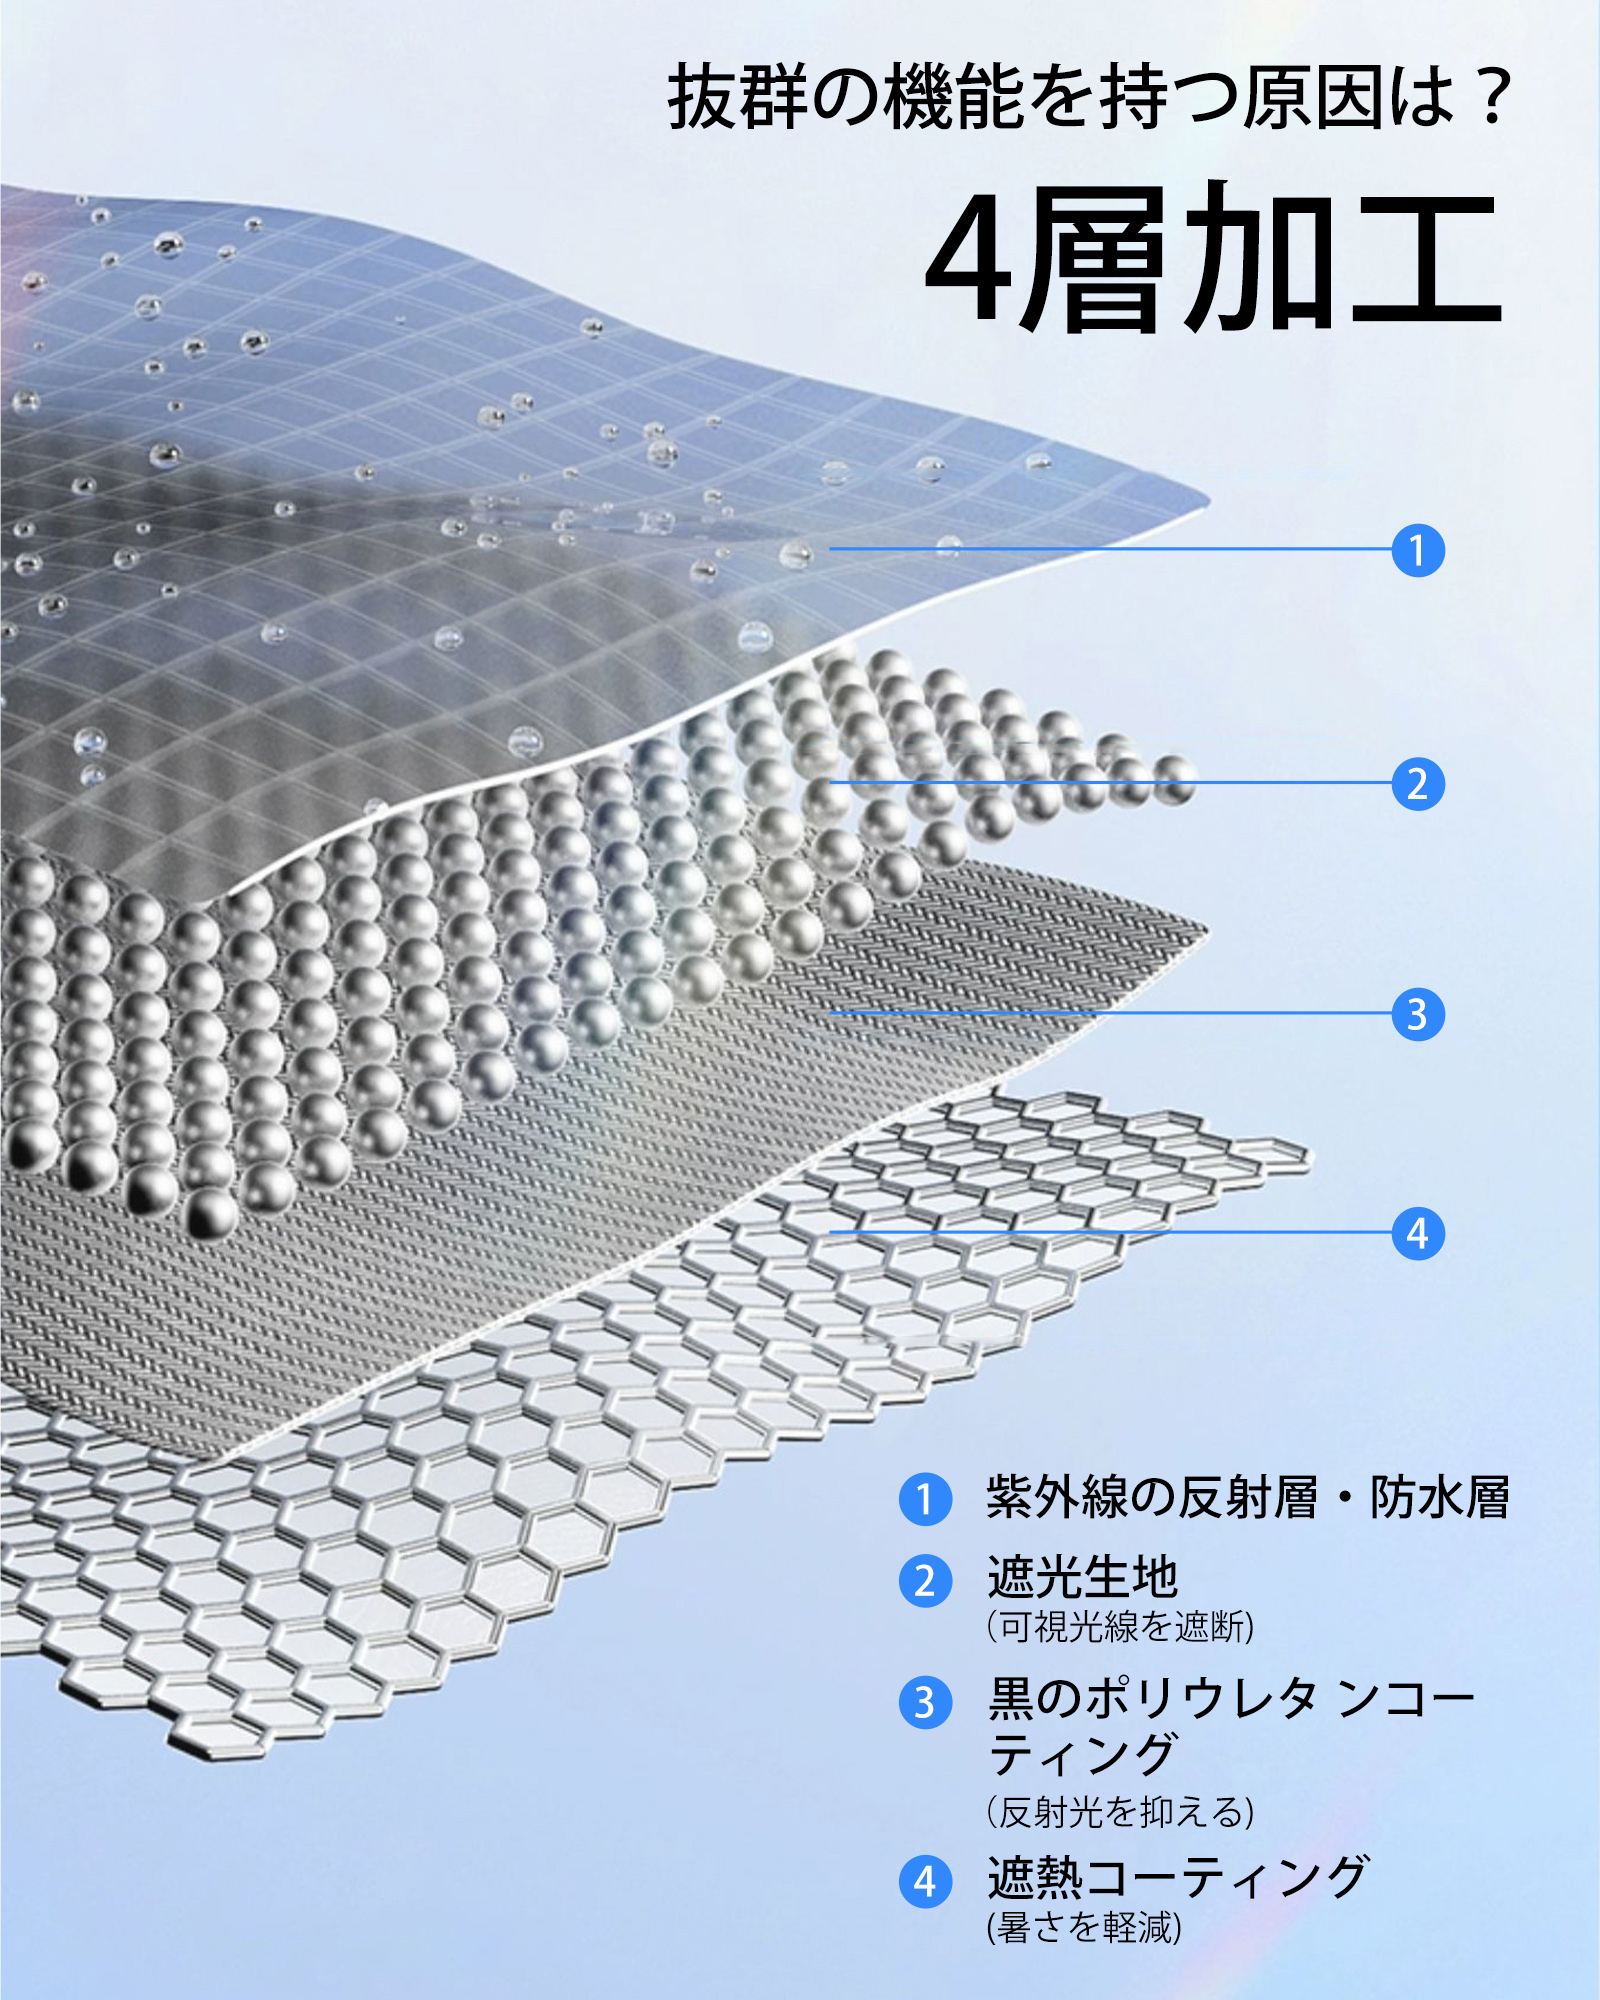 抜群の機能を持つ原因は？
4層加工
1
2
3
4
1 紫外線の反射層・防水層
2 遮光生地
（可視光線を遮断)
3 黒のポリウレタ ンコー
ティング
（反射光を抑える)
4 遮熱コーティング
(暑さを軽減)